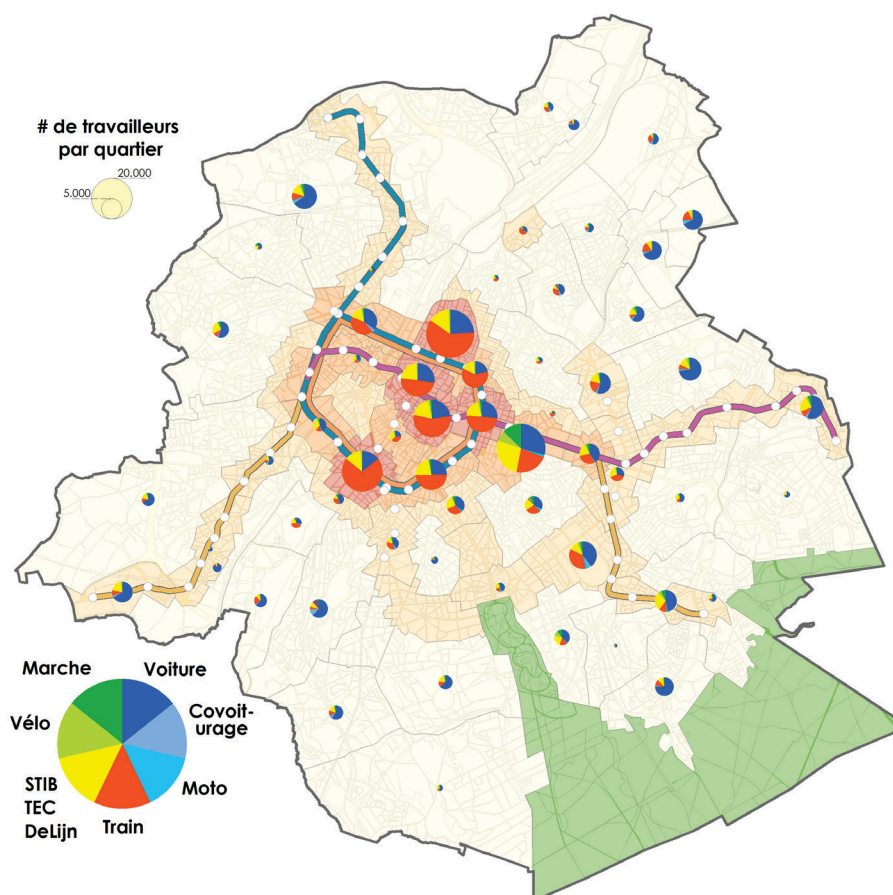 # de travailleurs
par quartier
20.000
5.000
Marche
Voiture
Vélo
Covoit-
urage
STIB
TEC
DeLijn
Moto
Train